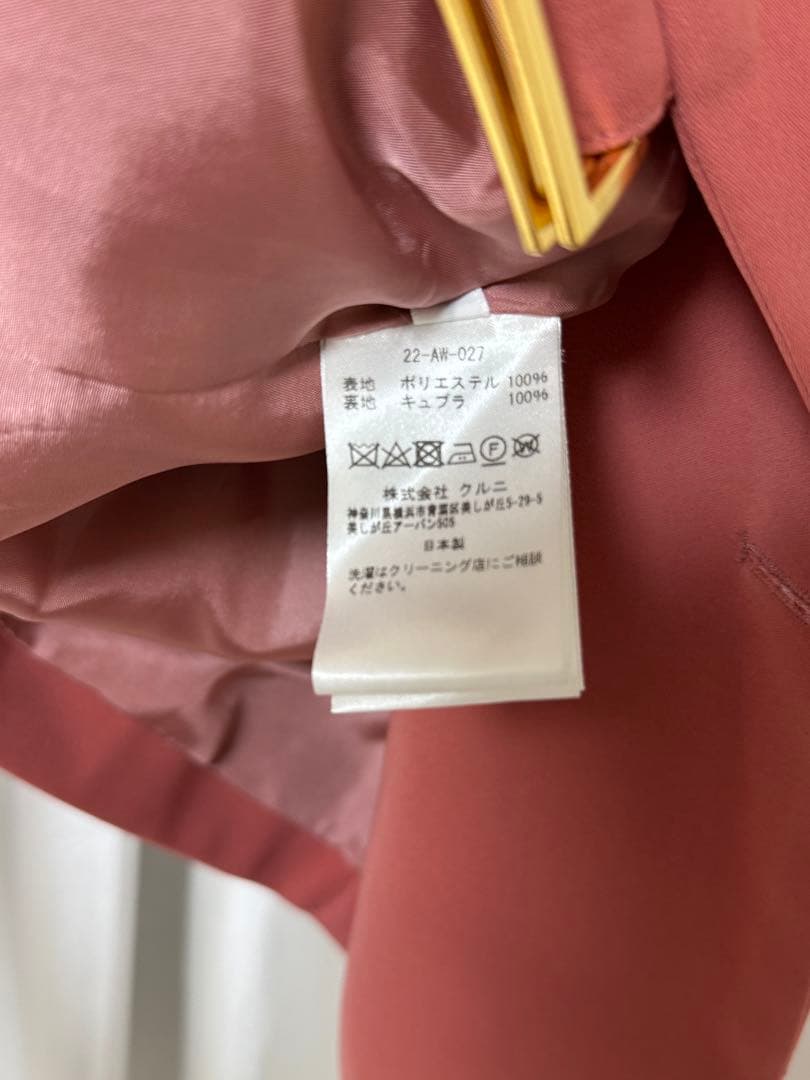 22-AW-027
表地 ポリエステル 100%
裏地 キュプラ 100%
F W
株式会社 クルニ
神奈川県横浜市青葉区美しが丘5-29-5
美しが丘アーバン505
日本製
洗濯はクリーニング店にご相談
ください。